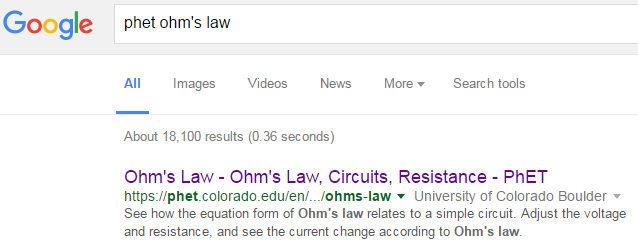 Google phet ohm's law
All Images Videos News More Search tools
About 18,100 results (0.36 seconds)
Ohm's Law - Ohm's Law, Circuits, Resistance - PhET
https://phet.colorado.edu/en/.../ohms-law University of Colorado Boulder
See how the equation form of Ohm's law relates to a simple circuit. Adjust the voltage
and resistance, and see the current change according to Ohm's law.